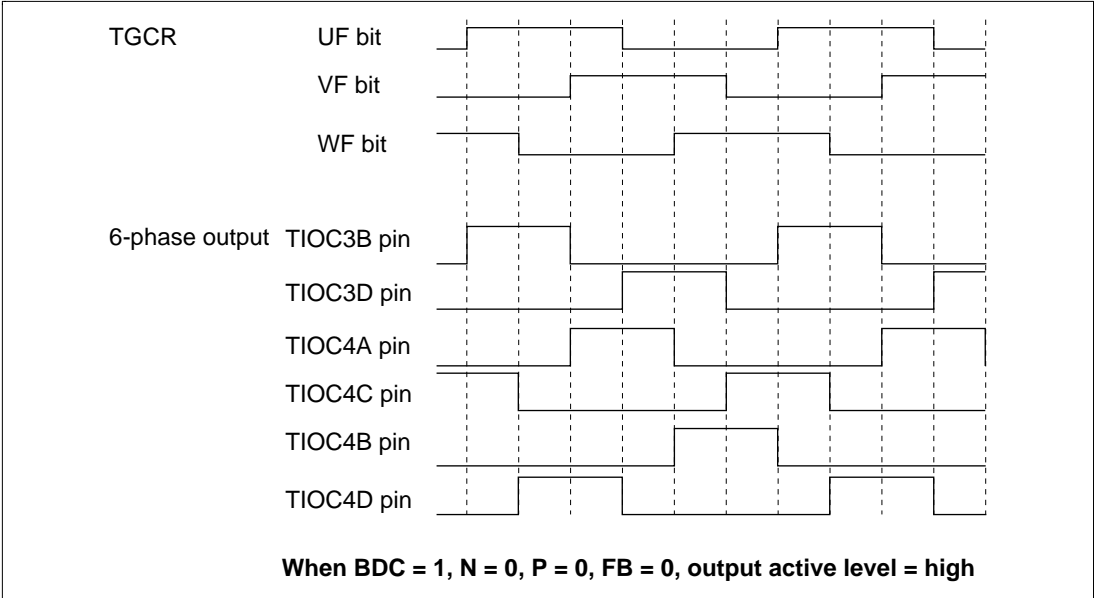 TGCR UF bit
VF bit
WF bit
6-phase output TIOC3B pin
TIOC3D pin
TIOC4A pin
TIOC4C pin
TIOC4B pin
TIOC4D pin
When BDC = 1, N = 0, P = 0, FB = 0, output active level = high